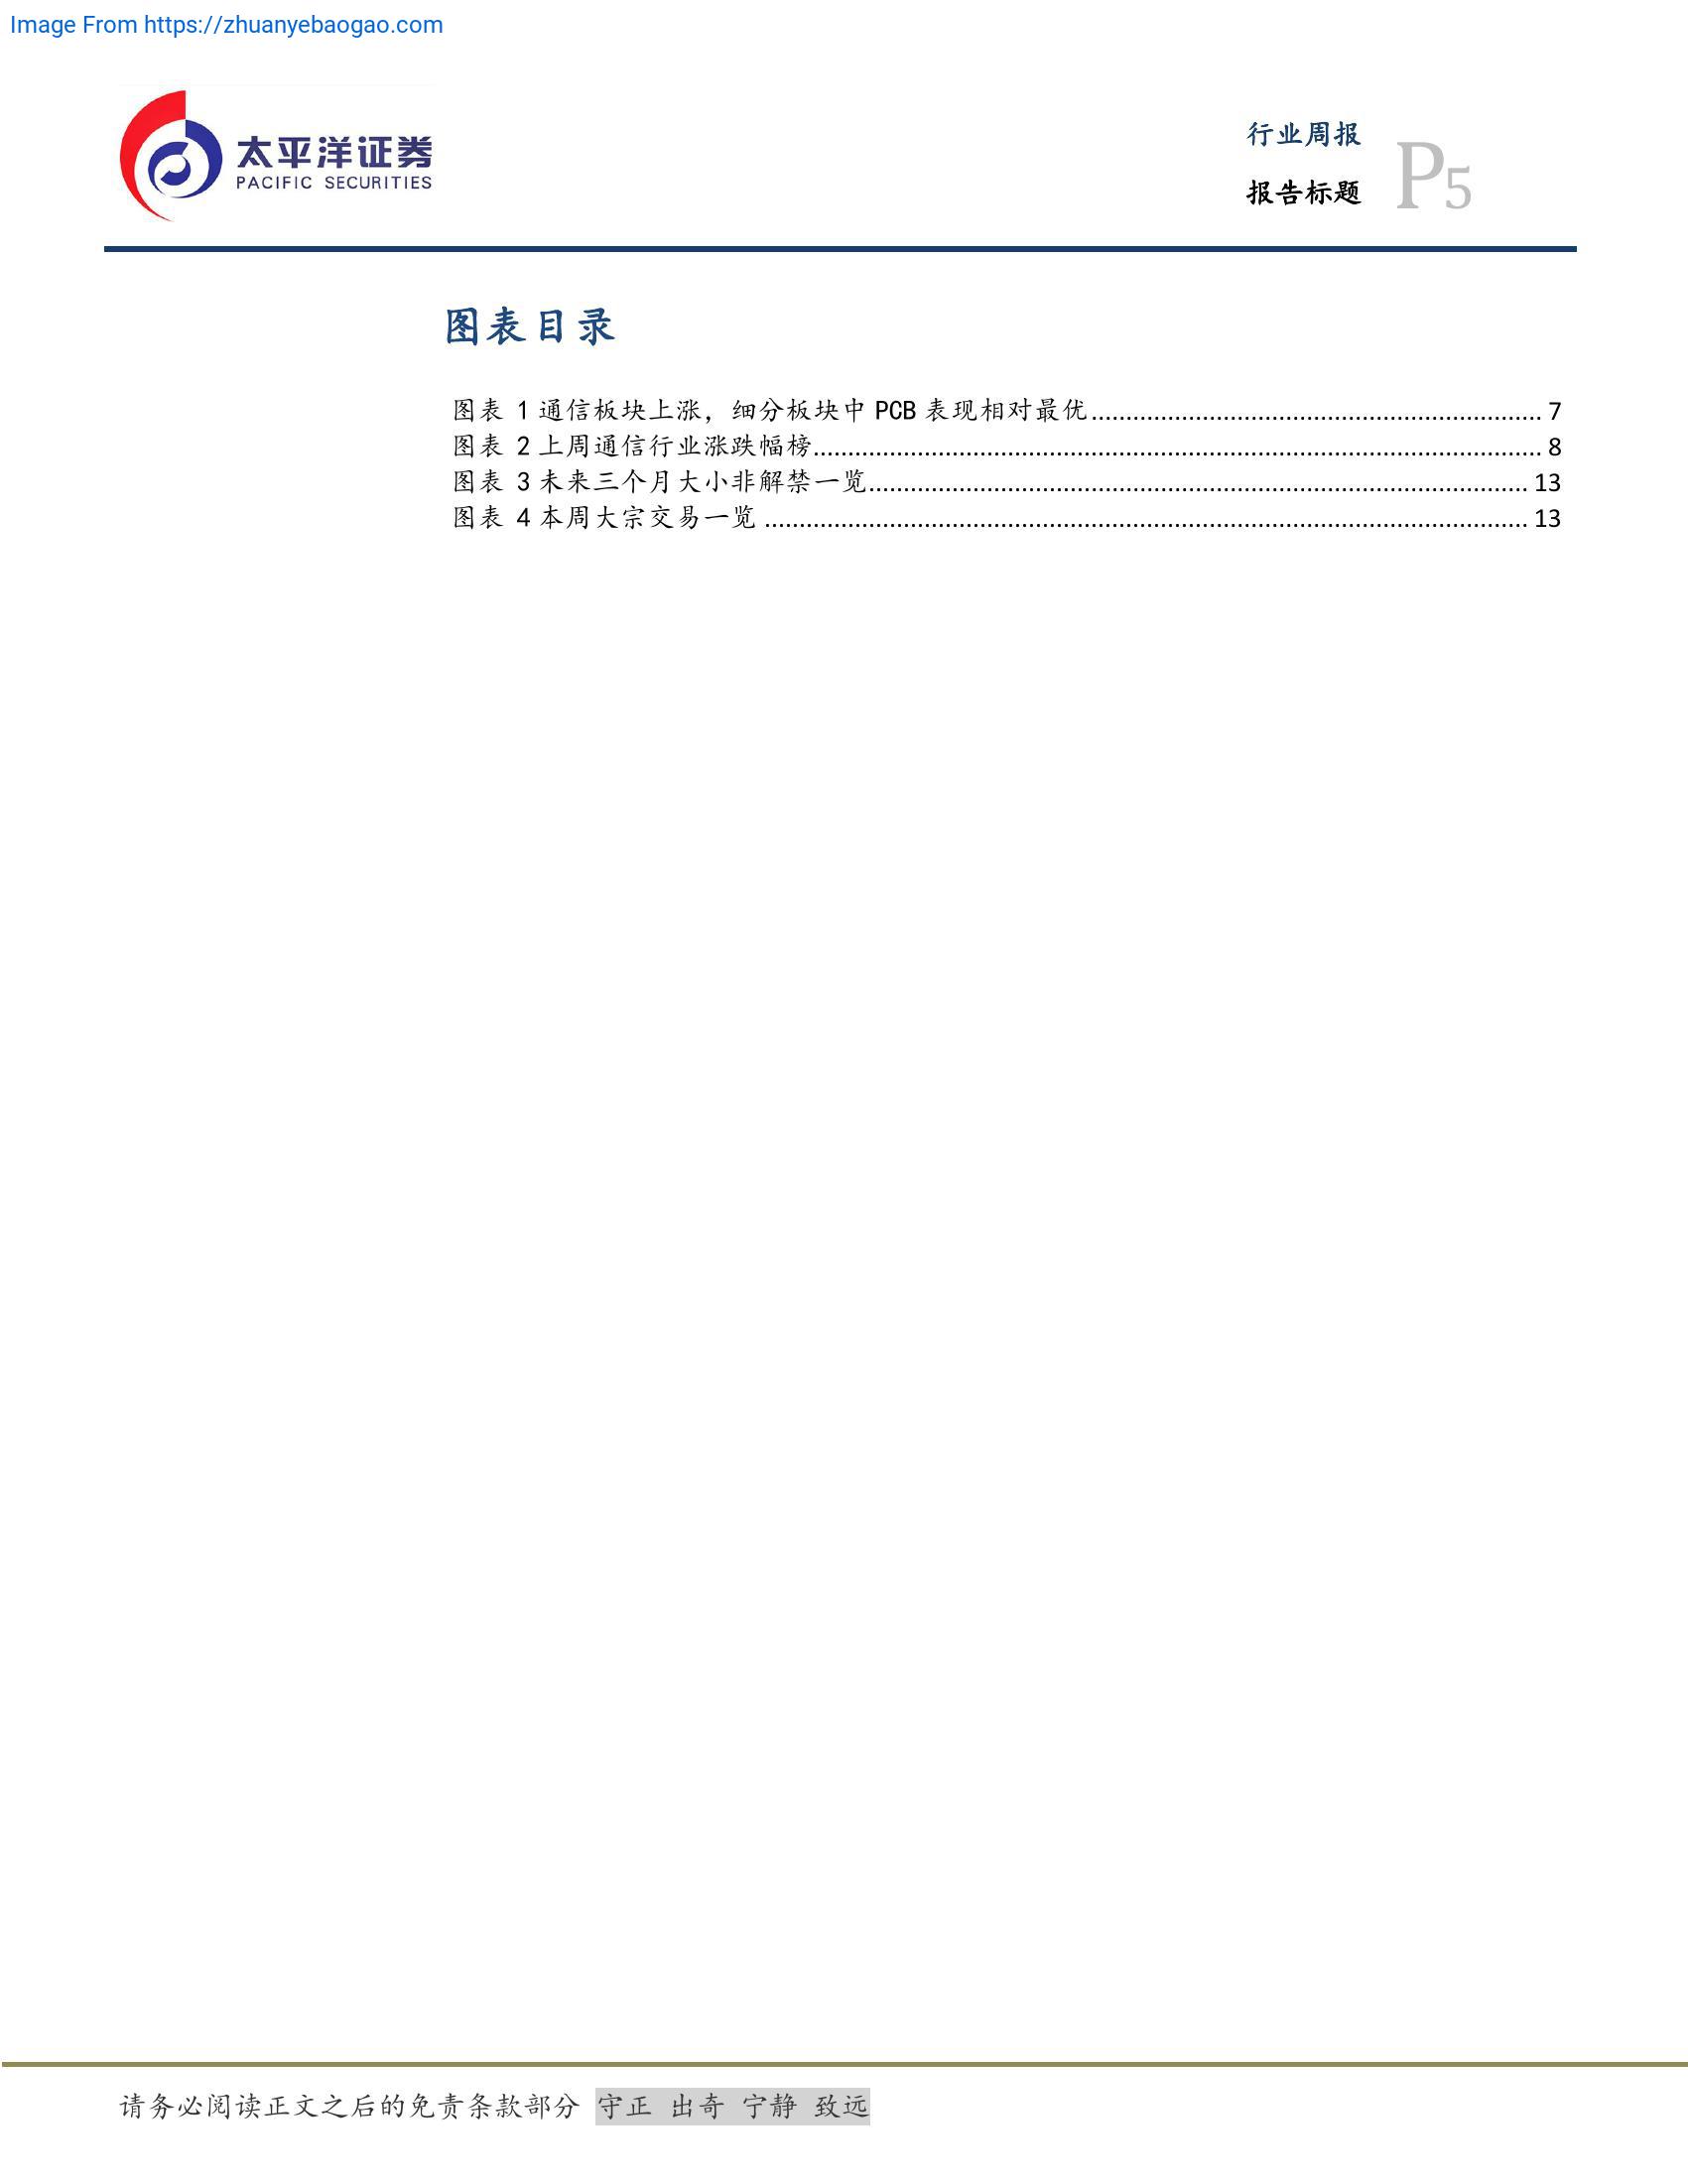 Image From https://zhuanyebaogao.com
太平洋证券
PACIFIC SECURITIES
行业周报
报告标题
P5
图表目录
图表 1 通信板块上涨，细分板块中 PCB 表现相对最优................................................................. 7
图表 2 上周通信行业涨跌幅榜......................................................................................................... 8
图表 3 未来三个月大小非解禁一览............................................................................................... 13
图表 4 本周大宗交易一览 .............................................................................................................. 13
请务必阅读正文之后的免责条款部分 守正 出奇 宁静 致远